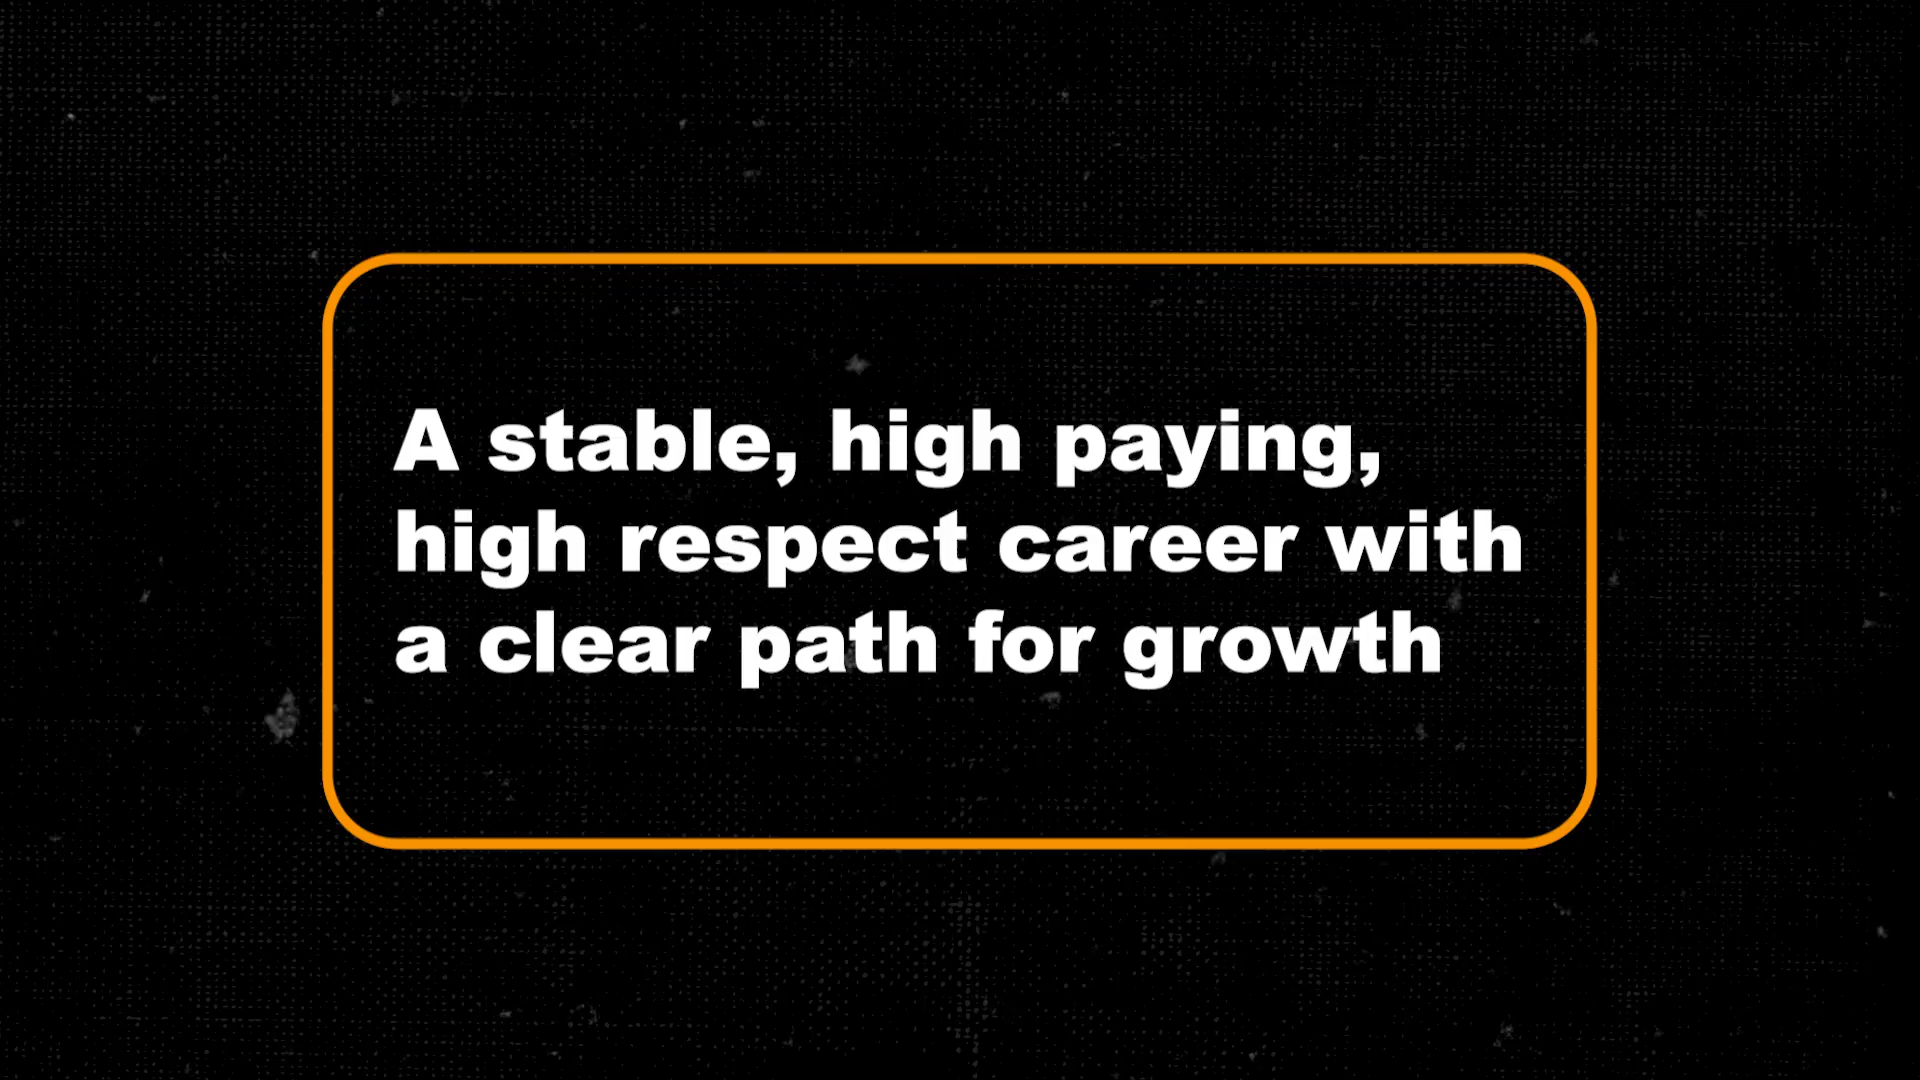 A stable, high paying,
high respect career with
a clear path for growth